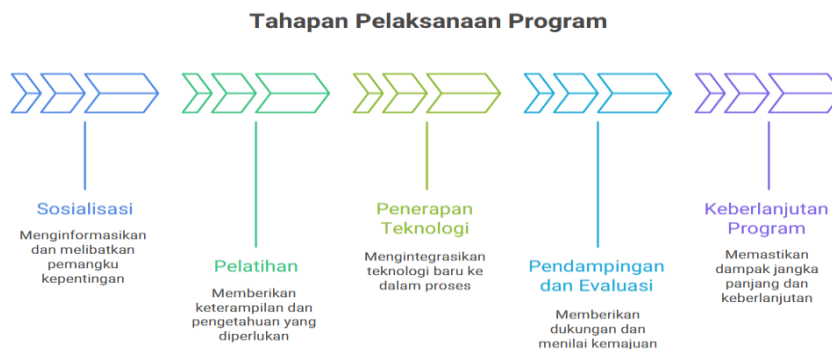 Tahapan Pelaksanaan Program
Sosialisasi
Menginformasikan
dan melibatkan
pemangku
kepentingan
Pelatihan
Memberikan
keterampilan dan
pengetahuan yang
diperlukan
Penerapan
Teknologi
Mengintegrasikan
teknologi baru ke
dalam proses
Pendampingan
dan Evaluasi
Memberikan
dukungan dan
menilai kemajuan
Keberlanjutan
Program
Memastikan
dampak jangka
panjang dan
keberlanjutan